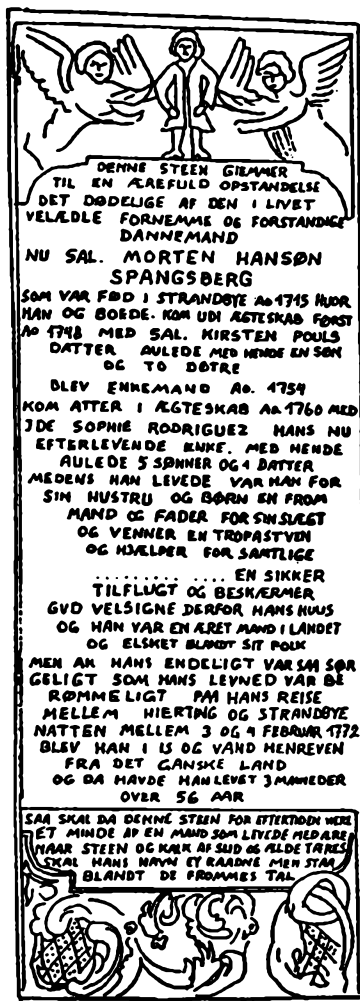 DENNE STEEN GIEMMER
TIL EN ÆREFULD OPSTANDELSE
DET DØDELIGE AF DEN I LIVET
VELÆDLE FORNEMME OG FORSTANDIGE
DANNEMAND
NU SAL. MORTEN HANSØN
SPANGSBERG
SOM VAR FØD I STRANDBYE Ao 1715 HUOR
HAN OG BOEDE. KOM UDI ÆGTESKAB FØRST
Ao 1748 MED SAL. KIRSTEN POULS
DATTER AULEDE MED HENDE EN SØN
OG TO DØTRE
BLEV ENKEMAND Ao. 1754
KOM ATTER I ÆGTESKAB Ao 1760 MED
IDE SOPHIE RODRIGUEZ HANS NU
EFTERLEVENDE ENKE. MED HENDE
AULEDE 5 SØNNER OG 1 DATTER
MEDENS HAN LEVEDE VAR HAN FOR
SIN HUSTRU OG BØRN EN FROM
MAND OG FADER FOR SIN SLÆGT
OG VENNER EN TROFAST VEN
OG HJÆLPER FOR SAMTLIGE
......... .... EN SIKKER
TILFLUGT OG BESKÆRMER
GVD VELSIGNE DERFOR HANS HUUS
OG HAN VAR EN ÆRET MAND I LANDET
OG ELSKET BLANDT SIT FOLK
MEN AK HANS ENDELIGT VAR SAA SØR
GELIGT SOM HANS LEVNED VAR BE
RØMMELIGT PAA HANS REISE
MELLEM HIERTING OG STRANDBYE
NATTEN MELLEM 3 OG 4 FEBRUAR 1772
BLEV HAN I IS OG VAND HENREVEN
FRA DET GANSKE LAND
OG DA HAVDE HAN LEVET 3 MAANEDER
OVER 56 AAR
SAA SKAL DA DENNE STEEN FOR EFTERTIDEN VERE
ET MINDE AF EN MAND SOM LEVEDE MED ÆRE
NAAR STEEN OG KALK AF SLID OG ÆLDE TÆRES
SKAL HANS NAVN EY RAADNE MEN STAA
BLANDT DE FROMMES TAL